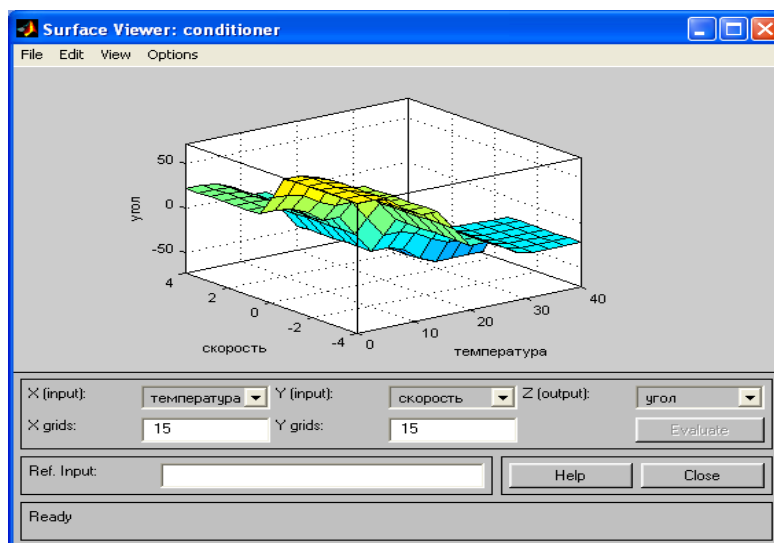 Surface Viewer: conditioner
File Edit View Options
50
0
-50
угол
4
2
0
-2
-4
скорость
0
10
20
30
40
температура
X (input): температура Y (input): скорость Z (output): угол
X grids: 15 Y grids: 15 Evaluate
Ref. Input: Help Close
Ready